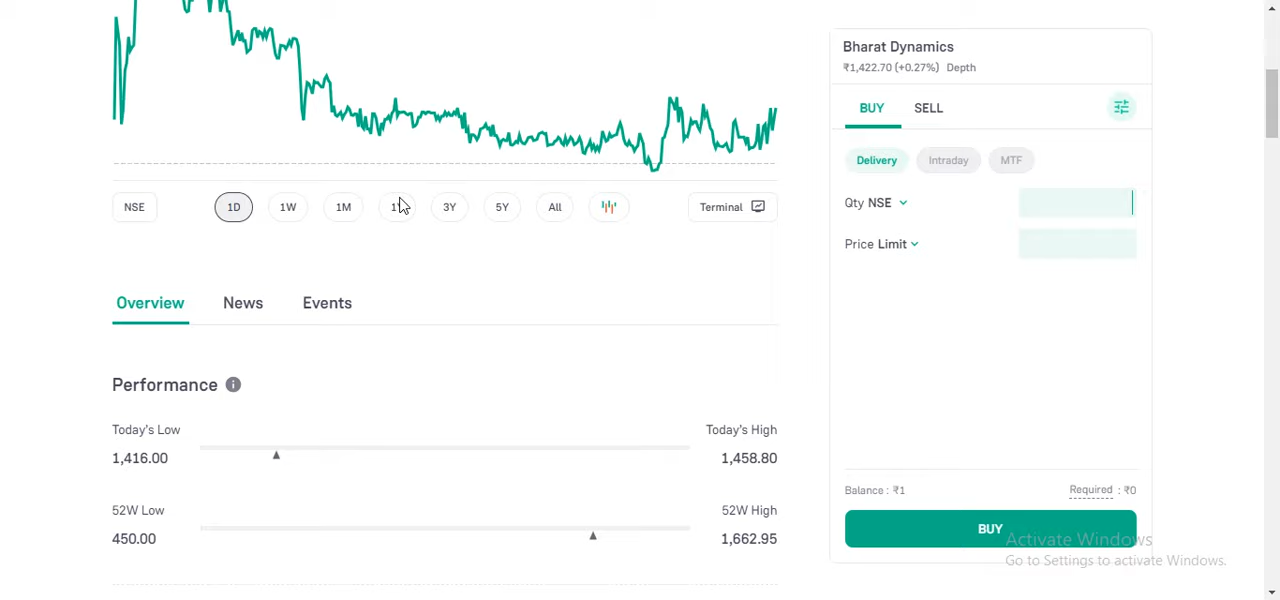 Bharat Dynamics
₹1,422.70 (+0.27%) Depth
BUY SELL
Delivery Intraday MTF
Qty NSE
Price Limit
NSE 1D 1W 1M 3Y 5Y All Terminal
Overview News Events
Performance
Today's Low Today's High
1,416.00 1,458.80
52W Low 52W High
450.00 1,662.95
Balance : ₹1 Required : ₹0
BUY
Activate Windows
Go to Settings to activate Windows.